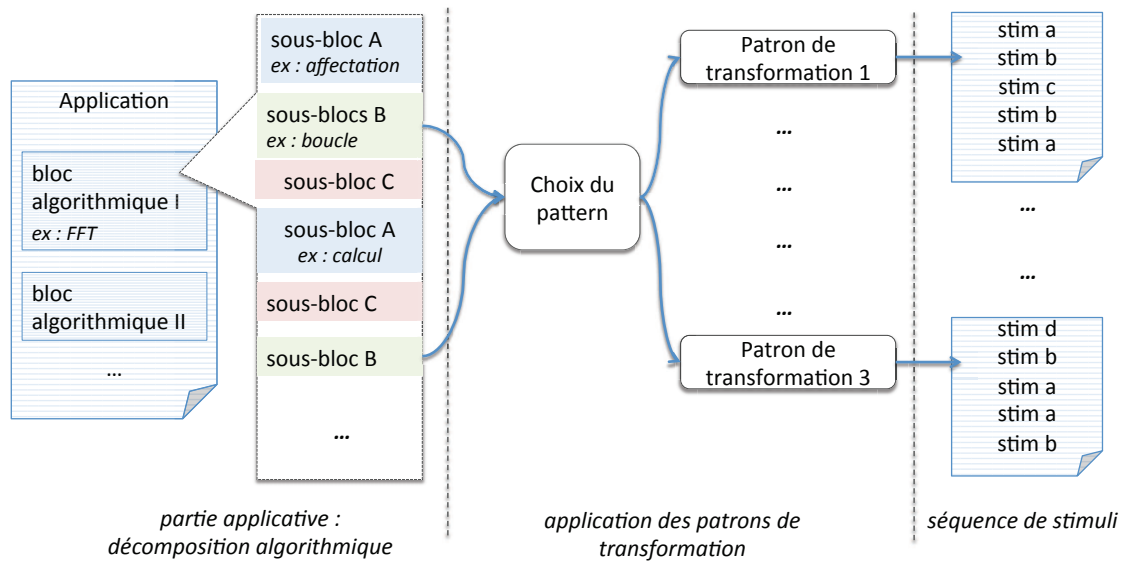 Application
bloc
algorithmique I
ex : FFT
bloc
algorithmique II
...
sous-bloc A
ex : affectation
sous-blocs B
ex : boucle
sous-bloc C
sous-bloc A
ex : calcul
sous-bloc C
sous-bloc B
...
partie applicative :
décomposition algorithmique
Choix du
pattern
Patron de
transformation 1
...
...
...
...
Patron de
transformation 3
application des patrons de
transformation
stim a
stim b
stim c
stim b
stim a
...
...
stim d
stim b
stim a
stim a
stim b
séquence de stimuli